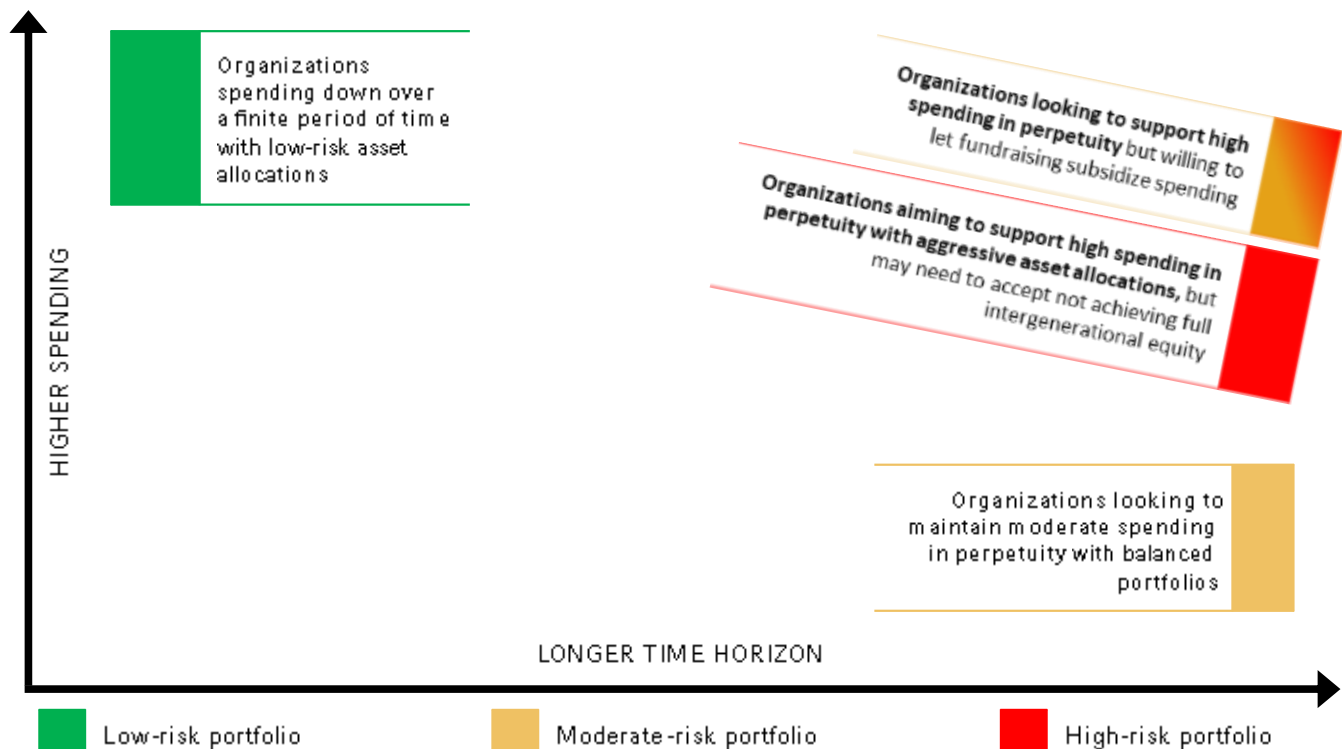 Organizations
spending down over
a finite period of time
with low-risk asset
allocations
Organizations looking to support high
spending in perpetuity but willing to
let fundraising subsidize spending
Organizations aiming to support high spending in
perpetuity with aggressive asset allocations, but
may need to accept not achieving full
intergenerational equity
HIGHER SPENDING
Organizations looking to
maintain moderate spending
in perpetuity with balanced
portfolios
LONGER TIME HORIZON
Low-risk portfolio
Moderate-risk portfolio
High-risk portfolio